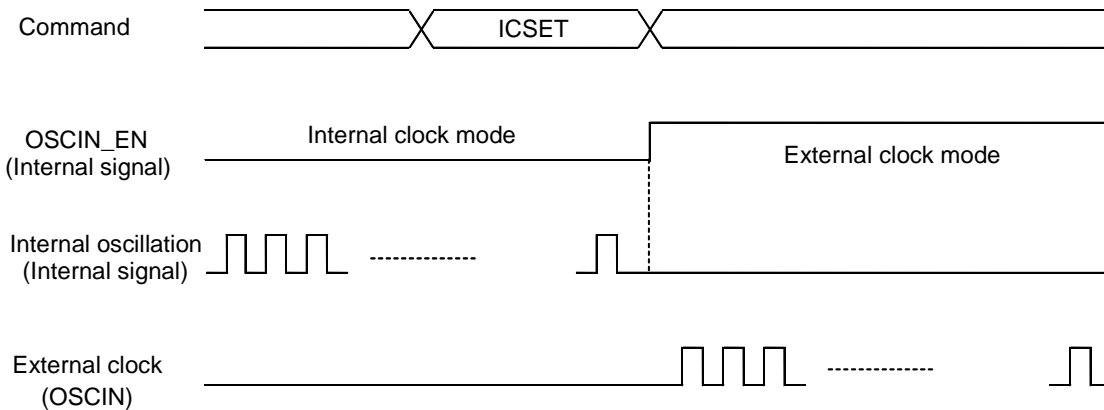 Command
ICSET
OSCIN_EN
(Internal signal)
Internal clock mode
External clock mode
Internal oscillation
(Internal signal)
External clock
(OSCIN)